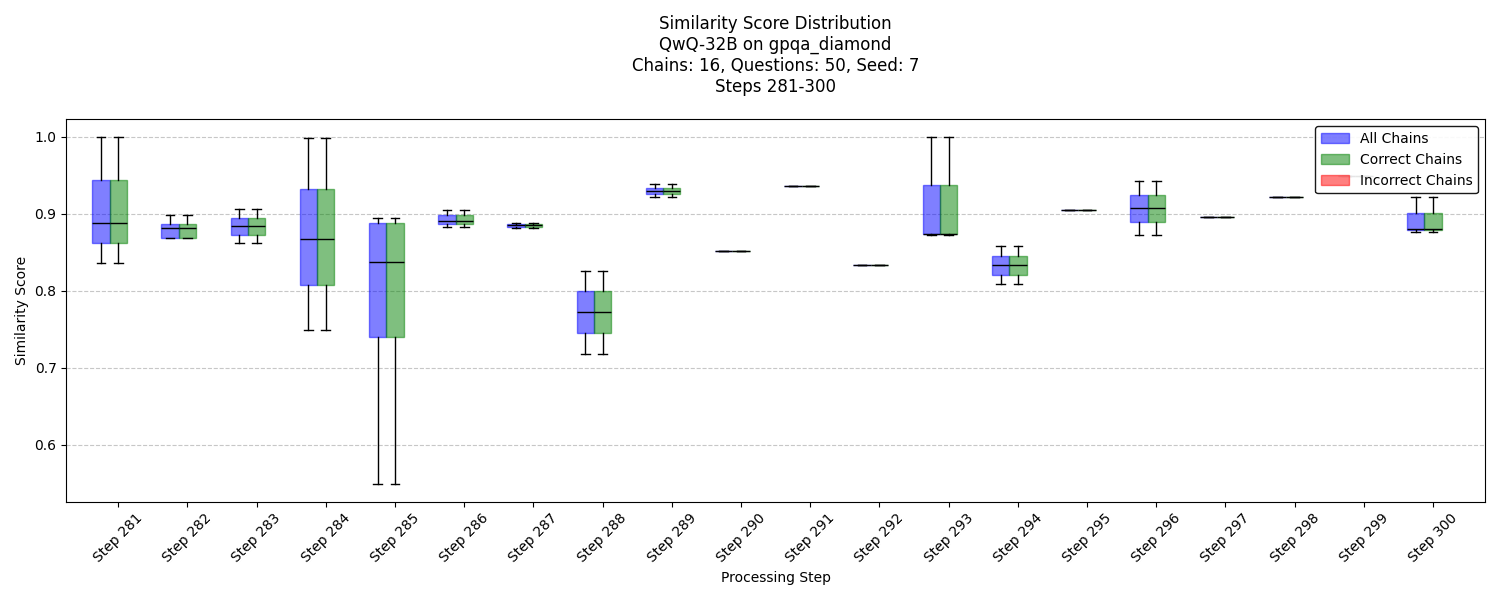 Similarity Score Distribution
QwQ-32B on gpqa_diamond
Chains: 16, Questions: 50, Seed: 7
Steps 281-300
Similarity Score
1.0
0.9
0.8
0.7
0.6
All Chains
Correct Chains
Incorrect Chains
Step 281
Step 282
Step 283
Step 284
Step 285
Step 286
Step 287
Step 288
Step 289
Step 290
Step 291
Step 292
Step 293
Step 294
Step 295
Step 296
Step 297
Step 298
Step 299
Step 300
Processing Step